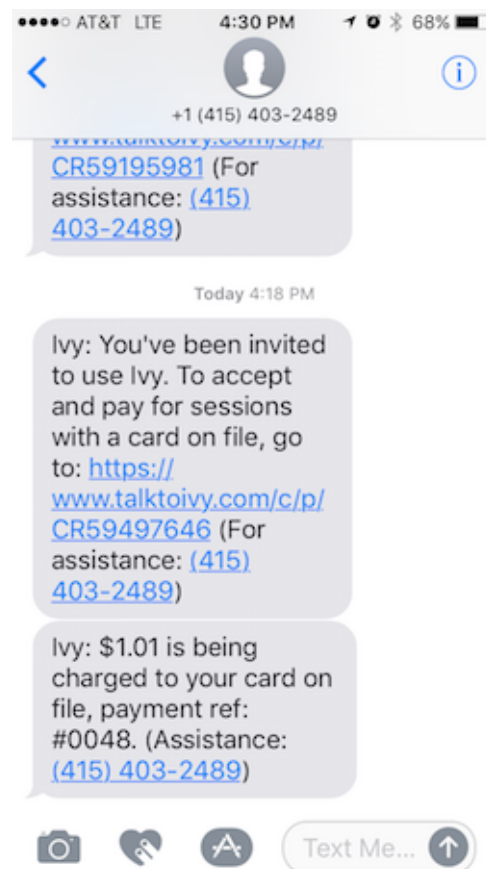 AT&T LTE 4:30 PM 68%
+1 (415) 403-2489
www.talktoivy.com/c/p/
CR59195981 (For
assistance: (415)
403-2489)
Today 4:18 PM
Ivy: You've been invited
to use Ivy. To accept
and pay for sessions
with a card on file, go
to: https://
www.talktoivy.com/c/p/
CR59497646 (For
assistance: (415)
403-2489)
Ivy: $1.01 is being
charged to your card on
file, payment ref:
#0048. (Assistance:
(415) 403-2489)
Text Me...